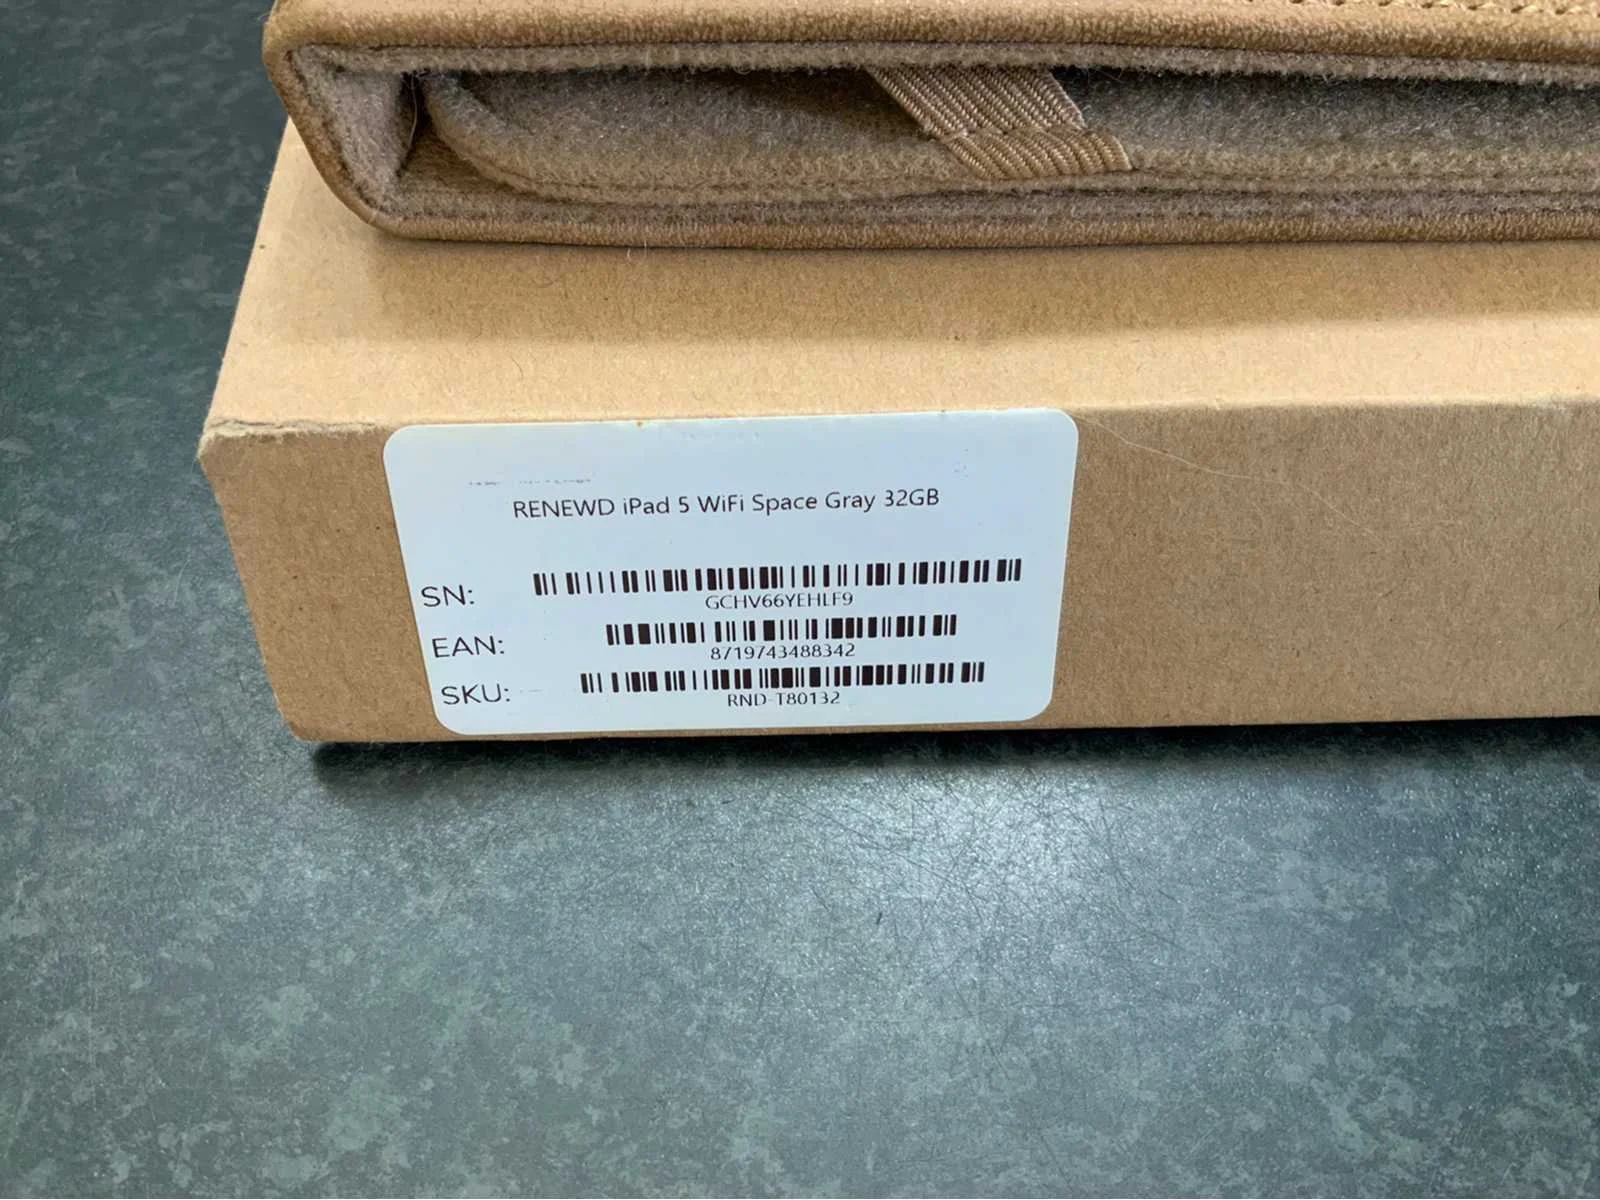 RENEWD iPad 5 WiFi Space Gray 32GB
SN:
GCHV66YEHLF9
EAN:
8719743488342
SKU:
RND-T80132